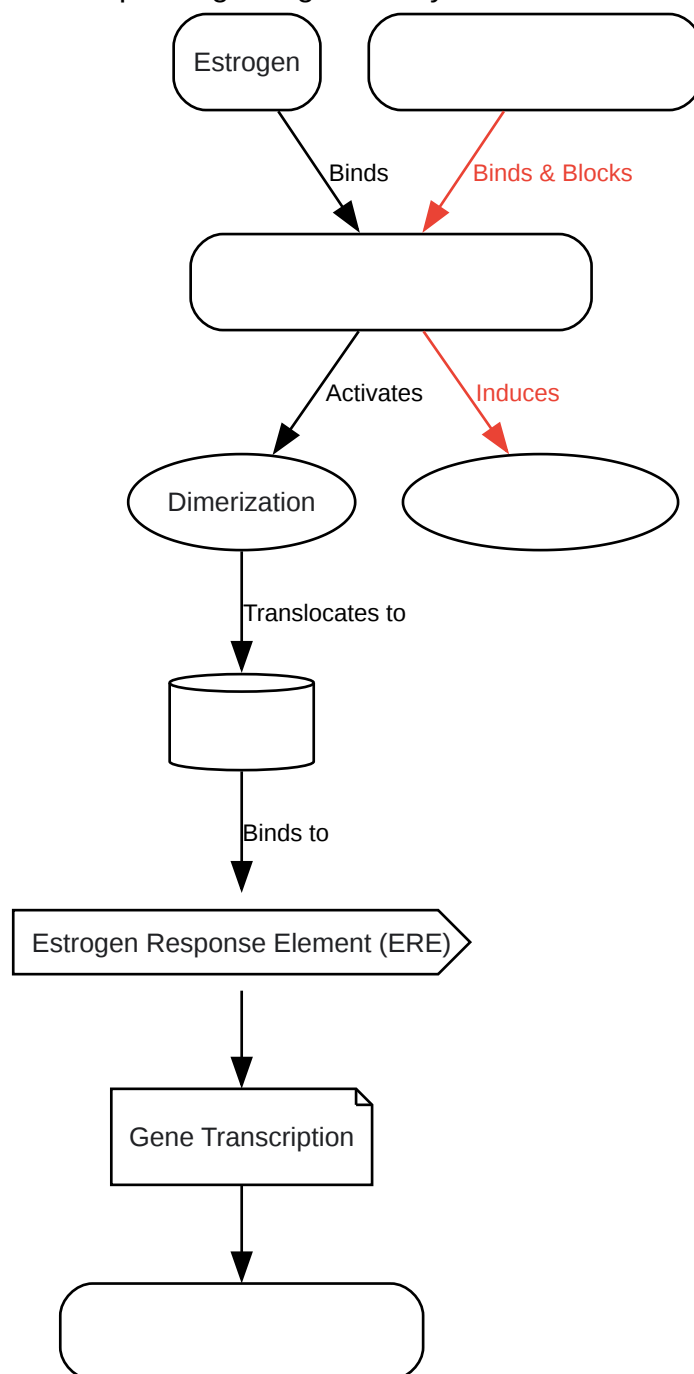 Estrogen
Binds
Binds & Blocks
Activates
Induces
Dimerization
Translocates to
Binds to
Estrogen Response Element (ERE)
Gene Transcription